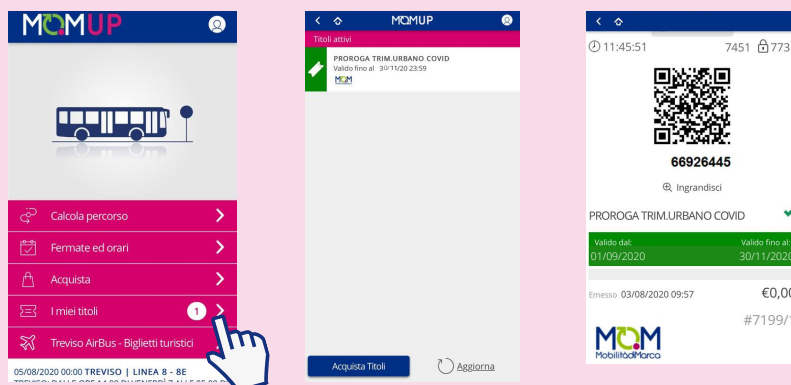 MOMUP
Calcola percorso
Fermate ed orari
Acquista
I miei titoli 1
Treviso AirBus - Biglietti turistici
05/08/2020 00:00 TREVISO | LINEA 8 - 8E
MOMUP
Titoli attivi
PROROGA TRIM.URBANO COVID
Valido fino al 30/11/20 23:59
MOM
Acquista Titoli
Aggiorna
11:45:51 7451 773
66926445
Ingrandisci
PROROGA TRIM.URBANO COVID
Valido dal: Valido fino al:
01/09/2020 30/11/2020
Emesso 03/08/2020 09:57 €0,00
#7199/
MOM
MobilitàdiMarca